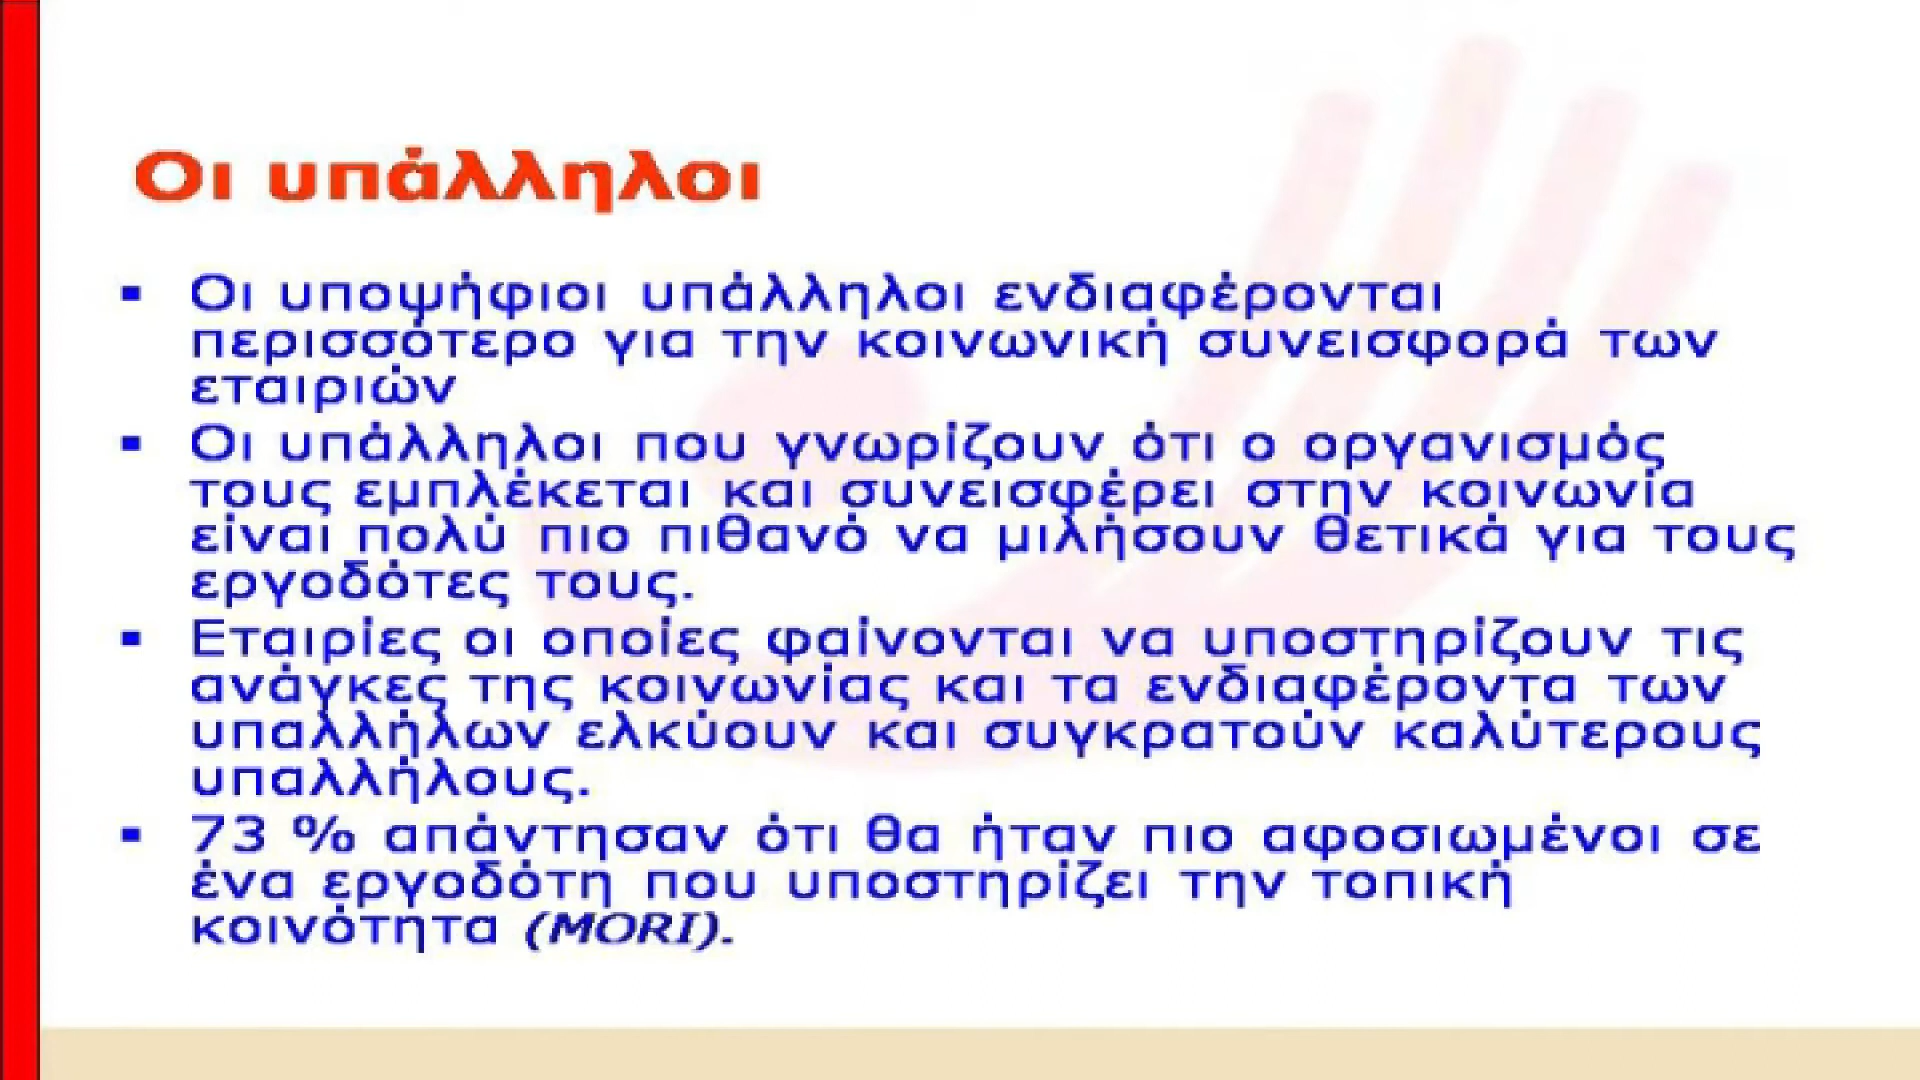 Οι υπάλληλοι
▪ Οι υποψήφιοι υπάλληλοι ενδιαφέρονται
περισσότερο για την κοινωνική συνεισφορά των
εταιριών
▪ Οι υπάλληλοι που γνωρίζουν ότι ο οργανισμός
τους εμπλέκεται και συνεισφέρει στην κοινωνία
είναι πολύ πιο πιθανό να μιλήσουν θετικά για τους
εργοδότες τους.
▪ Εταιρίες οι οποίες φαίνονται να υποστηρίζουν τις
ανάγκες της κοινωνίας και τα ενδιαφέροντα των
υπαλλήλων ελκύουν και συγκρατούν καλύτερους
υπαλλήλους.
▪ 73 % απάντησαν ότι θα ήταν πιο αφοσιωμένοι σε
ένα εργοδότη που υποστηρίζει την τοπική
κοινότητα (MORI).